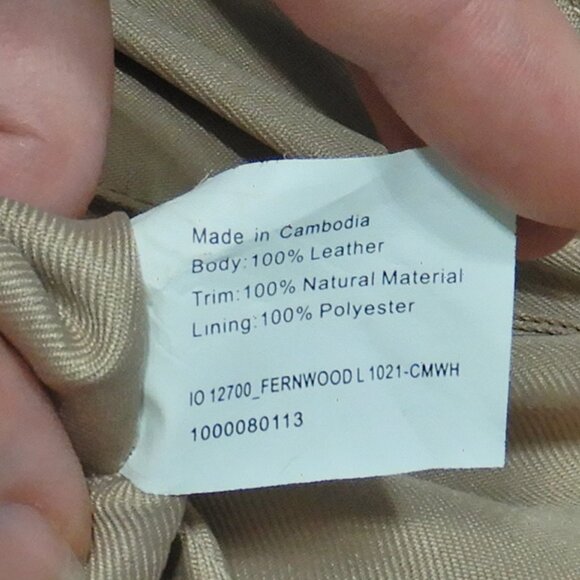 Made in Cambodia
Body:100% Leather
Trim:100% Natural Material
Lining:100% Polyester
IO 12700_FERNWOOD L 1021-CMWH
1000080113